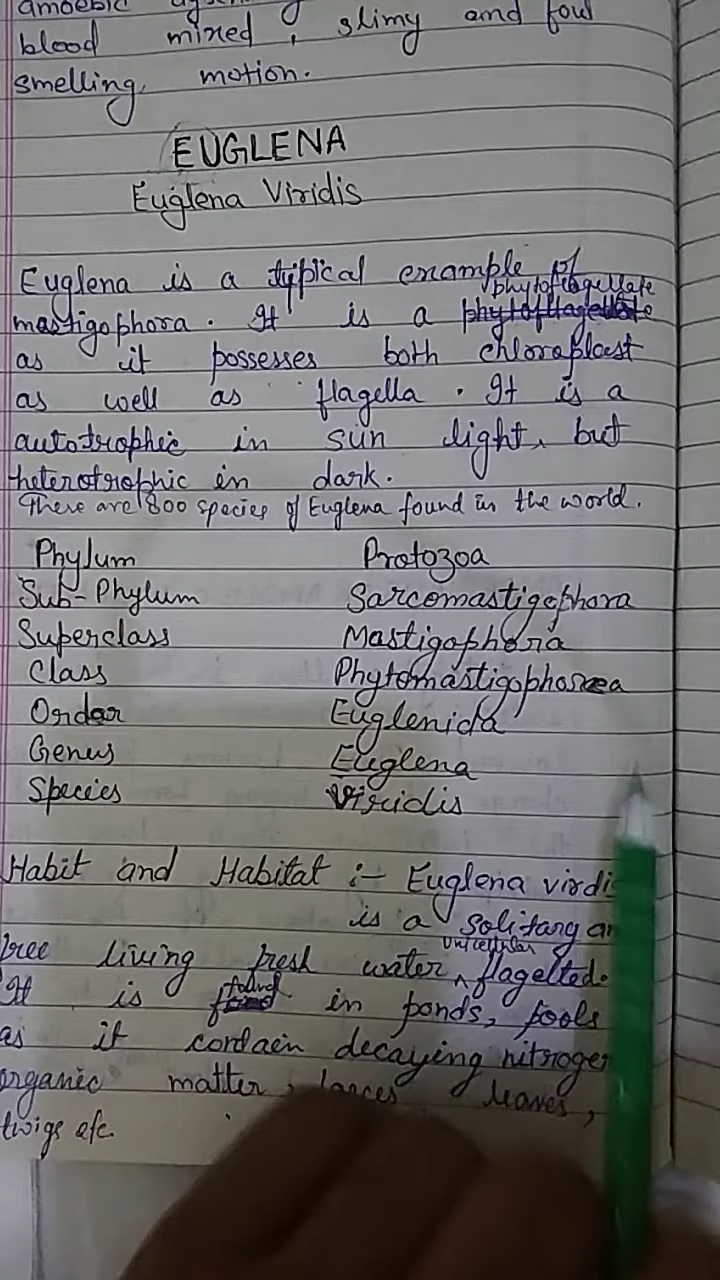 amoebic
blood mixed, slimy and foul
smelling, motion.
EUGLENA
Euglena Viridis
Euglena is a typical example of
mastigophora. It is a phytoflagellate
as it possesses both chloroplast
as well as flagella. It is a
autotrophic in sun light, but
heterotrophic in dark.
There are 800 species of Euglena found in the world.
Phylum Protozoa
Sub-Phylum Sarcomastigophora
Superclass Mastigophora
Class Phytomastigophorea
Order Euglenida
Genus Euglena
Species Viridis
Habit and Habitat :- Euglena virdi
is a solitary
free living fresh water unicellular flagelted.
It is found in ponds, pools
as it contain decaying nitrogen
organic matter, leaves,
twigs etc.